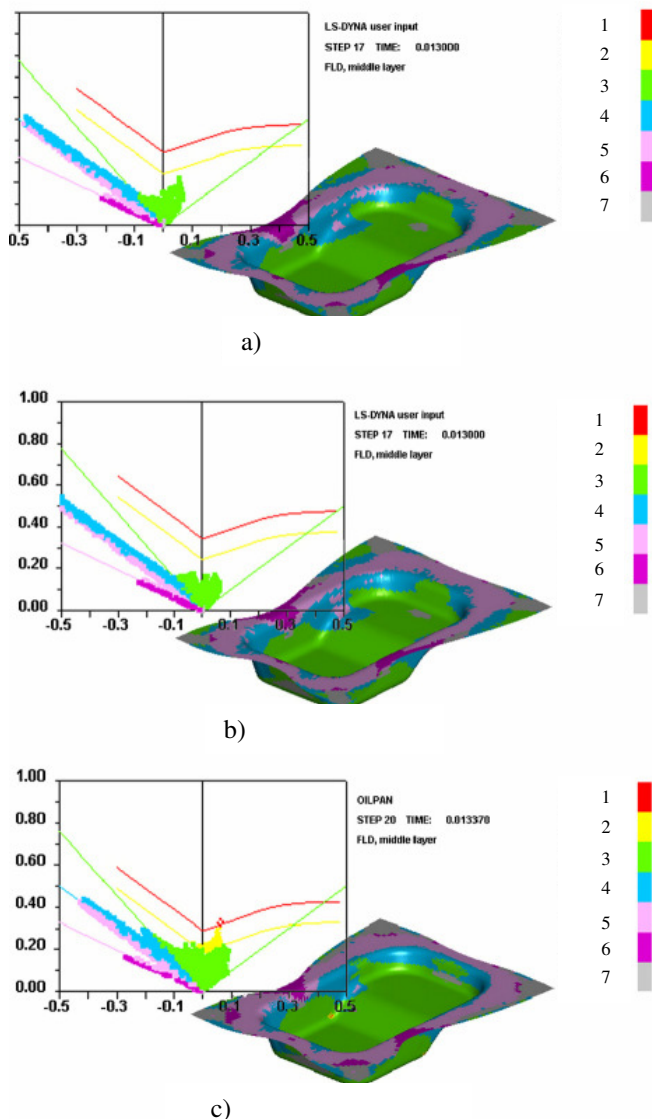 LS-DYNA user input
STEP 17 TIME: 0.013000
FLD, middle layer
1
2
3
4
5
6
7
0.5 -0.3 -0.1 0.1 0.3 0.5
a)
1.00
0.80
0.60
0.40
0.20
0.00
-0.5 -0.3 -0.1 0.1 0.5
LS-DYNA user input
STEP 17 TIME: 0.013000
FLD, middle layer
1
2
3
4
5
6
7
b)
1.00
0.80
0.60
0.40
0.20
0.00
-0.5 -0.3 -0.1 0.1 0.5
OILPAN
STEP 20 TIME: 0.013370
FLD, middle layer
1
2
3
4
5
6
7
c)